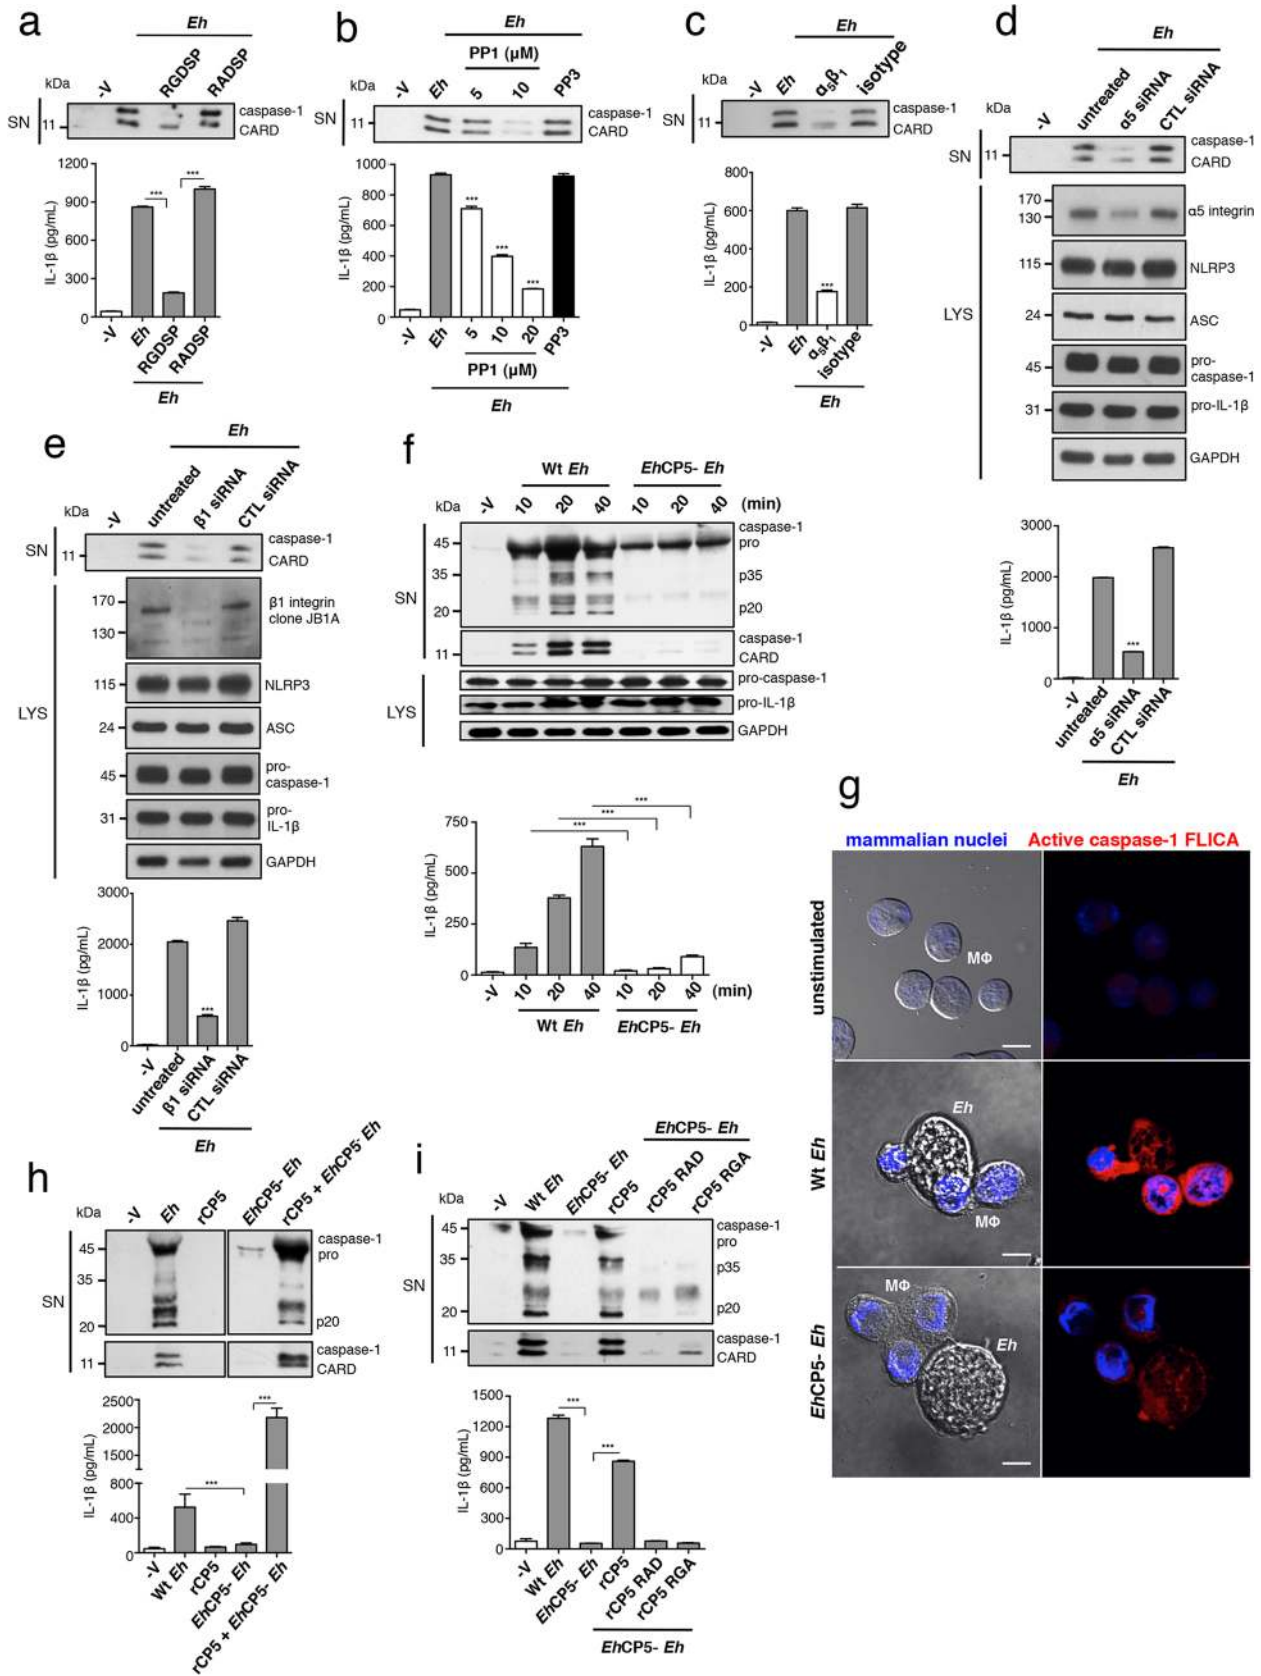 a
Eh
-V
RGDSP
RADSP
kDa
SN
11
caspase-1
CARD
1200
900
600
300
0
IL-1β (pg/mL)
***
***
-V
Eh
RGDSP
RADSP
Eh
b
Eh
PP1 (μM)
kDa
-V
Eh
5
10
PP3
SN
11
caspase-1
CARD
1000
800
600
400
200
0
IL-1β (pg/mL)
***
***
***
-V
Eh
5
10
20
PP3
PP1 (μM)
Eh
c
Eh
kDa
-V
Eh
α5β1
isotype
SN
11
caspase-1
CARD
800
600
400
200
0
IL-1β (pg/mL)
***
-V
Eh
α5β1
isotype
Eh
d
Eh
kDa
-V
untreated
α5 siRNA
CTL siRNA
SN
11
caspase-1
CARD
LYS
170
130
α5 integrin
115
NLRP3
24
ASC
45
pro-
caspase-1
31
pro-IL-1β
GAPDH
3000
2000
1000
0
IL-1β (pg/mL)
***
-V
untreated
α5 siRNA
CTL siRNA
Eh
e
Eh
kDa
-V
untreated
β1 siRNA
CTL siRNA
SN
11
caspase-1
CARD
LYS
170
130
β1 integrin
clone JB1A
115
NLRP3
24
ASC
45
pro-
caspase-1
31
pro-
IL-1β
GAPDH
3000
2000
1000
0
IL-1β (pg/mL)
***
-V
untreated
β1 siRNA
CTL siRNA
Eh
f
Wt Eh
EhCP5- Eh
kDa
-V
10
20
40
10
20
40
(min)
SN
45
35
20
caspase-1
pro
p35
p20
11
caspase-1
CARD
LYS
pro-caspase-1
pro-IL-1β
GAPDH
750
500
250
0
IL-1β (pg/mL)
***
***
***
-V
10
20
40
10
20
40
(min)
Wt Eh
EhCP5- Eh
g
mammalian nuclei
Active caspase-1 FLICA
unstimulated
MΦ
Wt Eh
Eh
MΦ
EhCP5- Eh
MΦ
Eh
h
kDa
-V
Eh
rCP5
EhCP5- Eh
rCP5 + EhCP5- Eh
SN
45
35
20
caspase-1
pro
p20
11
caspase-1
CARD
2500
2000
1500
800
400
0
IL-1β (pg/mL)
***
***
-V
Wt Eh
rCP5
EhCP5- Eh
rCP5 + EhCP5- Eh
i
EhCP5- Eh
kDa
-V
Wt Eh
EhCP5- Eh
rCP5
rCP5 RAD
rCP5 RGA
SN
45
35
20
caspase-1
pro
p35
p20
11
caspase-1
CARD
1500
1200
900
600
300
0
IL-1β (pg/mL)
***
***
-V
Wt Eh
EhCP5- Eh
rCP5
rCP5 RAD
rCP5 RGA
EhCP5- Eh